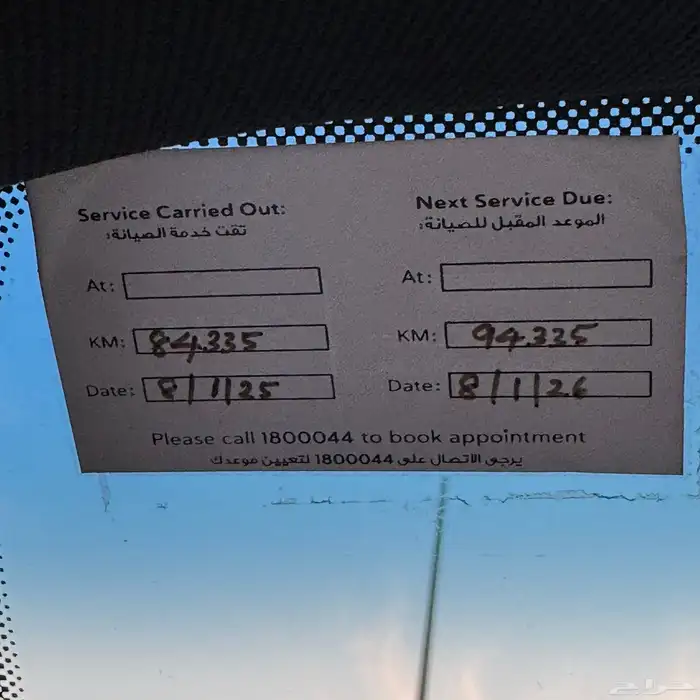 Service Carried Out:
تقت خدمة الصيانة:
At:
KM: 84,335
Date: 8/1/25
Next Service Due:
الموعد المقبل للصيانة:
At:
KM: 94,335
Date: 8/1/26
Please call 1800044 to book appointment
يرجى الاتصال على 1800044 لتعيين موعدك
حراج